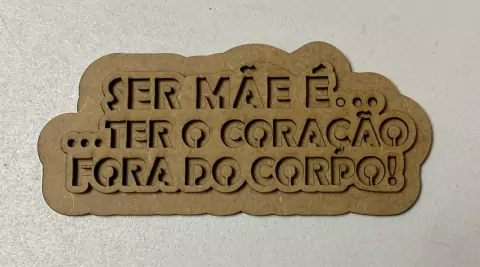 SER MÃE É...
...TER O CORAÇÃO
FORA DO CORPO!